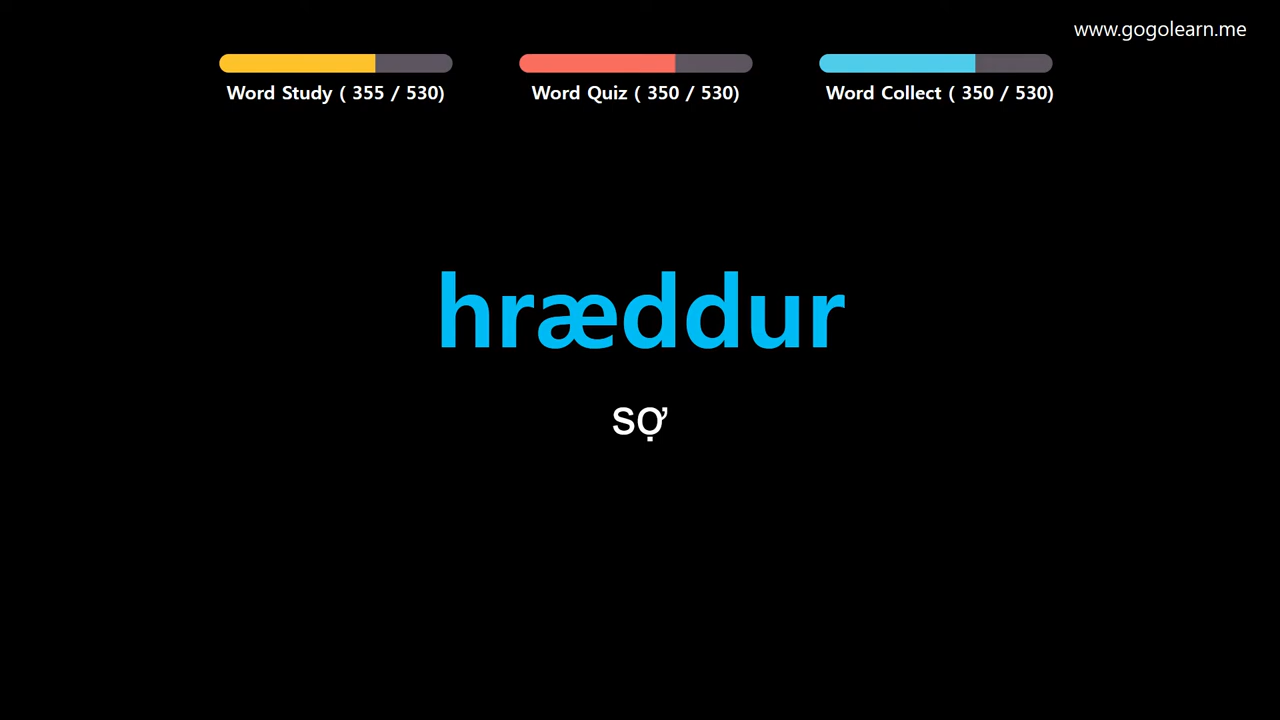 www.gogolearn.me
Word Study ( 355 / 530)
Word Quiz ( 350 / 530)
Word Collect ( 350 / 530)
hræddur
sợ